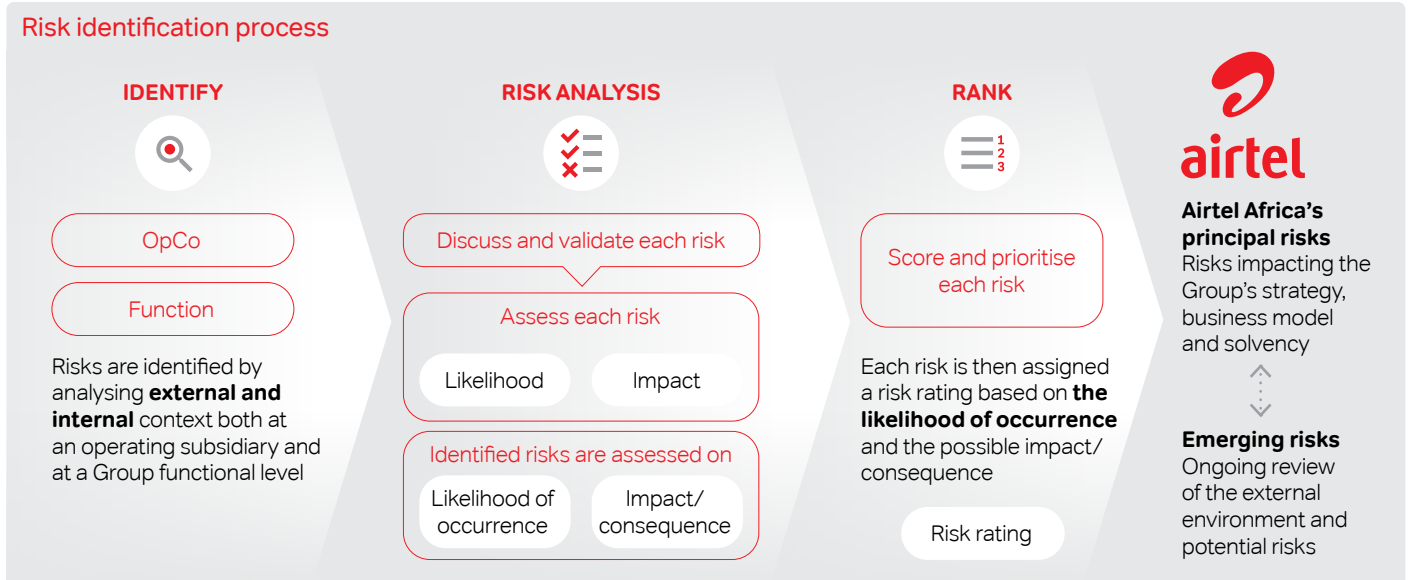 Risk identification process
IDENTIFY
OpCo
Function
Risks are identified by
analysing external and
internal context both at
an operating subsidiary and
at a Group functional level
RISK ANALYSIS
Discuss and validate each risk
Assess each risk
Likelihood
Impact
Identified risks are assessed on
Likelihood of
occurrence
Impact/
consequence
RANK
1
2
3
Score and prioritise
each risk
Each risk is then assigned
a risk rating based on the
likelihood of occurrence
and the possible impact/
consequence
Risk rating
airtel
Airtel Africa’s
principal risks
Risks impacting the
Group’s strategy,
business model
and solvency
Emerging risks
Ongoing review
of the external
environment and
potential risks